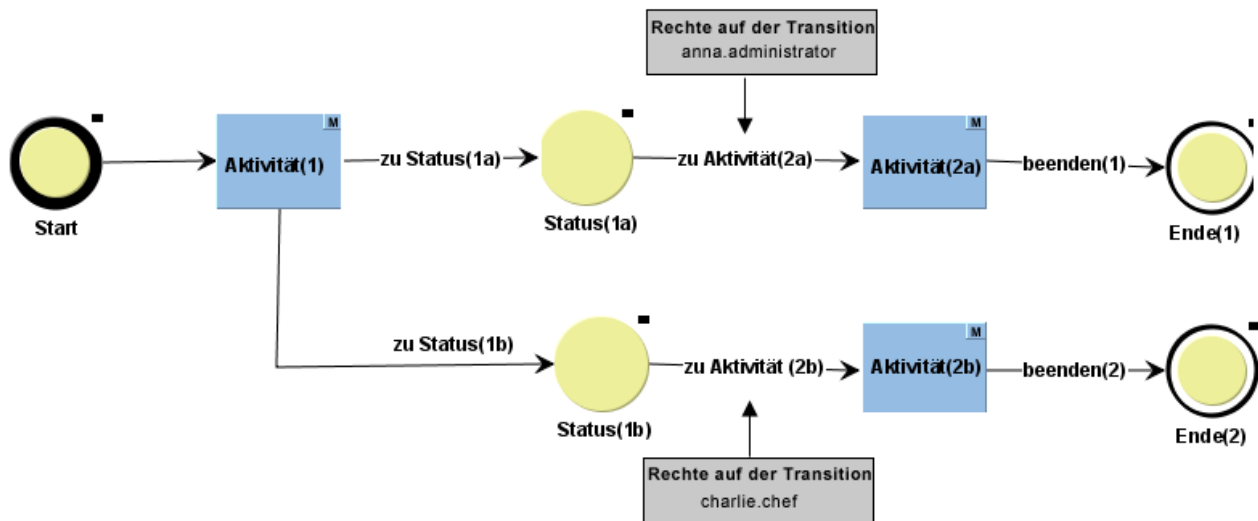 Rechte auf der Transition
anna.administrator
M
M
Aktivität(1)
zu Status(1a)
zu Aktivität(2a)
Aktivität(2a)
beenden(1)
Start
Status(1a)
Ende(1)
M
zu Status(1b)
zu Aktivität (2b)
Aktivität(2b)
beenden(2)
Status(1b)
Ende(2)
Rechte auf der Transition
charlie.chef